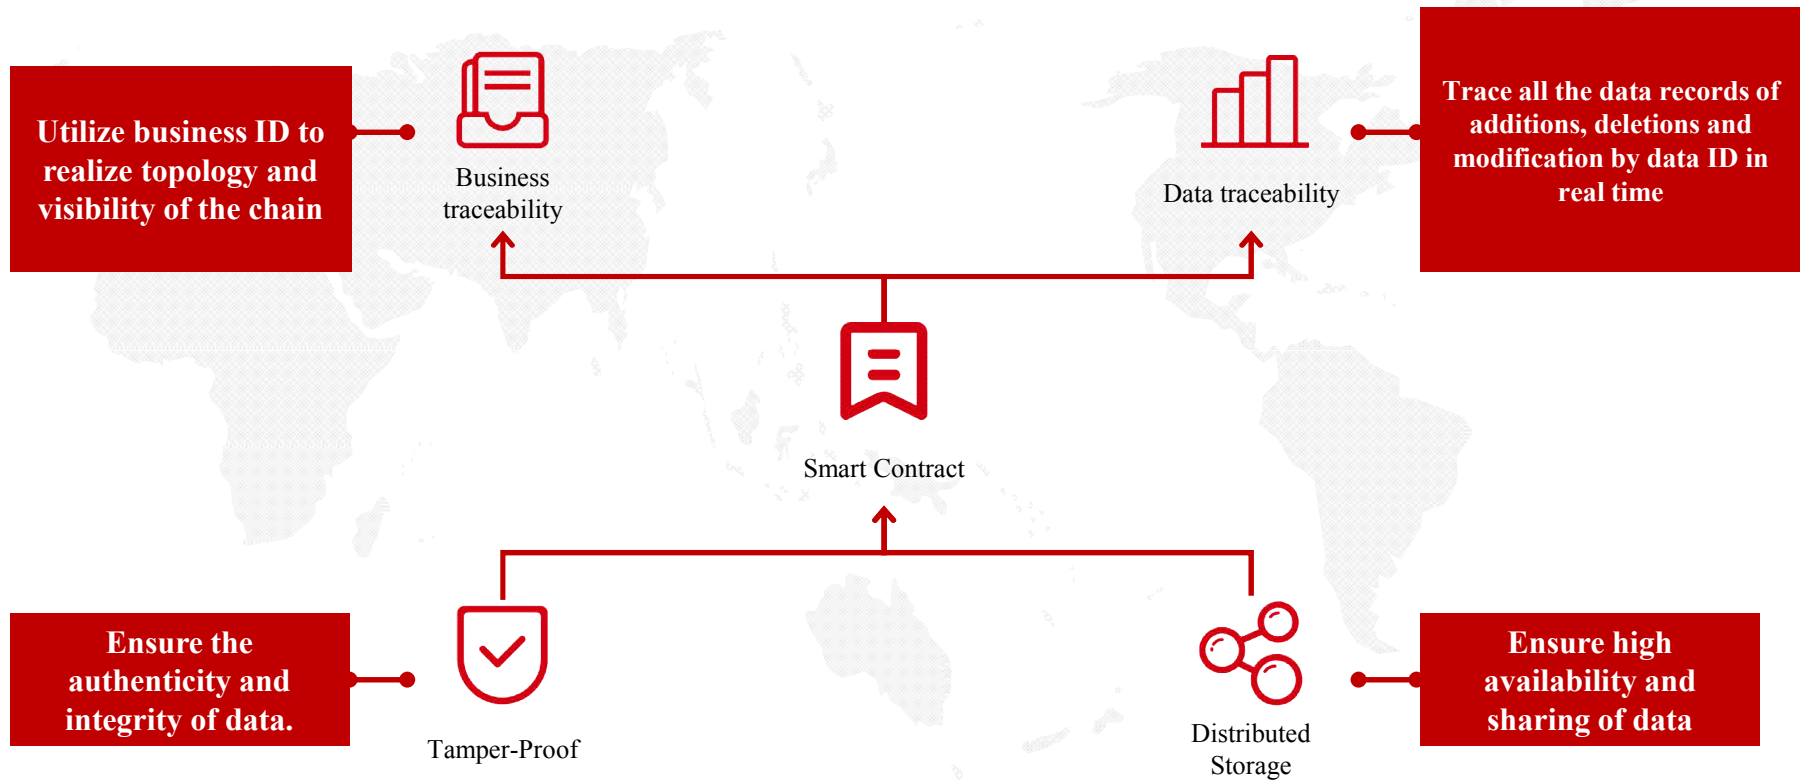 Utilize business ID to
realize topology and
visibility of the chain
Business
traceability
Data traceability
Trace all the data records of
additions, deletions and
modification by data ID in
real time
Smart Contract
Ensure the
authenticity and
integrity of data.
Tamper-Proof
Distributed
Storage
Ensure high
availability and
sharing of data